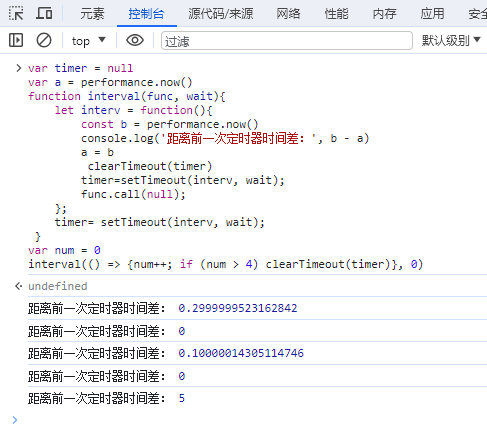 元素 控制台 源代码/来源 网络 性能 内存 应用 安全
top 过滤 默认级别
var timer = null
var a = performance.now()
function interval(func, wait){
let interv = function(){
const b = performance.now()
console.log('距离前一次定时器时间差：', b - a)
a = b
clearTimeout(timer)
timer=setTimeout(interv, wait);
func.call(null);
};
timer= setTimeout(interv, wait);
}
var num = 0
interval(() => {num++; if (num > 4) clearTimeout(timer)}, 0)
undefined
距离前一次定时器时间差： 0.2999999523162842
距离前一次定时器时间差： 0
距离前一次定时器时间差： 0.10000014305114746
距离前一次定时器时间差： 0
距离前一次定时器时间差： 5